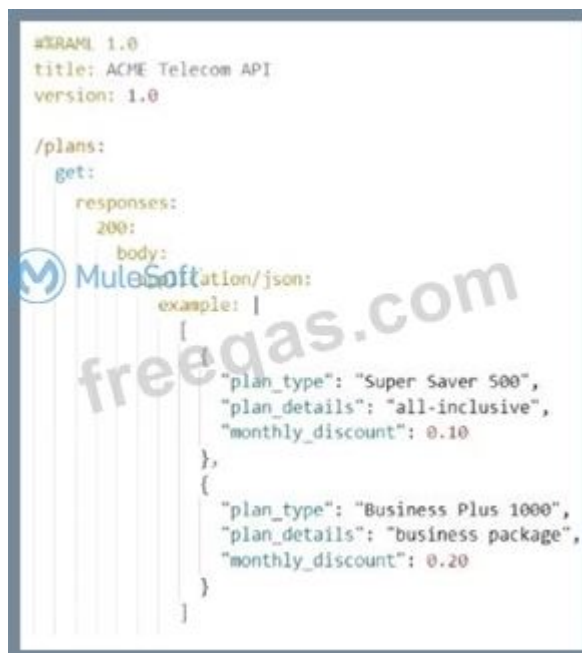 #%RAML 1.0
title: ACME Telecom API
version: 1.0
/plans:
get:
responses:
200:
body:
MuleSoft
application/json:
example: |
[
{
"plan_type": "Super Saver 500",
"plan_details": "all-inclusive",
"monthly_discount": 0.10
},
{
"plan_type": "Business Plus 1000",
"plan_details": "business package",
"monthly_discount": 0.20
}
]
freeqas.com